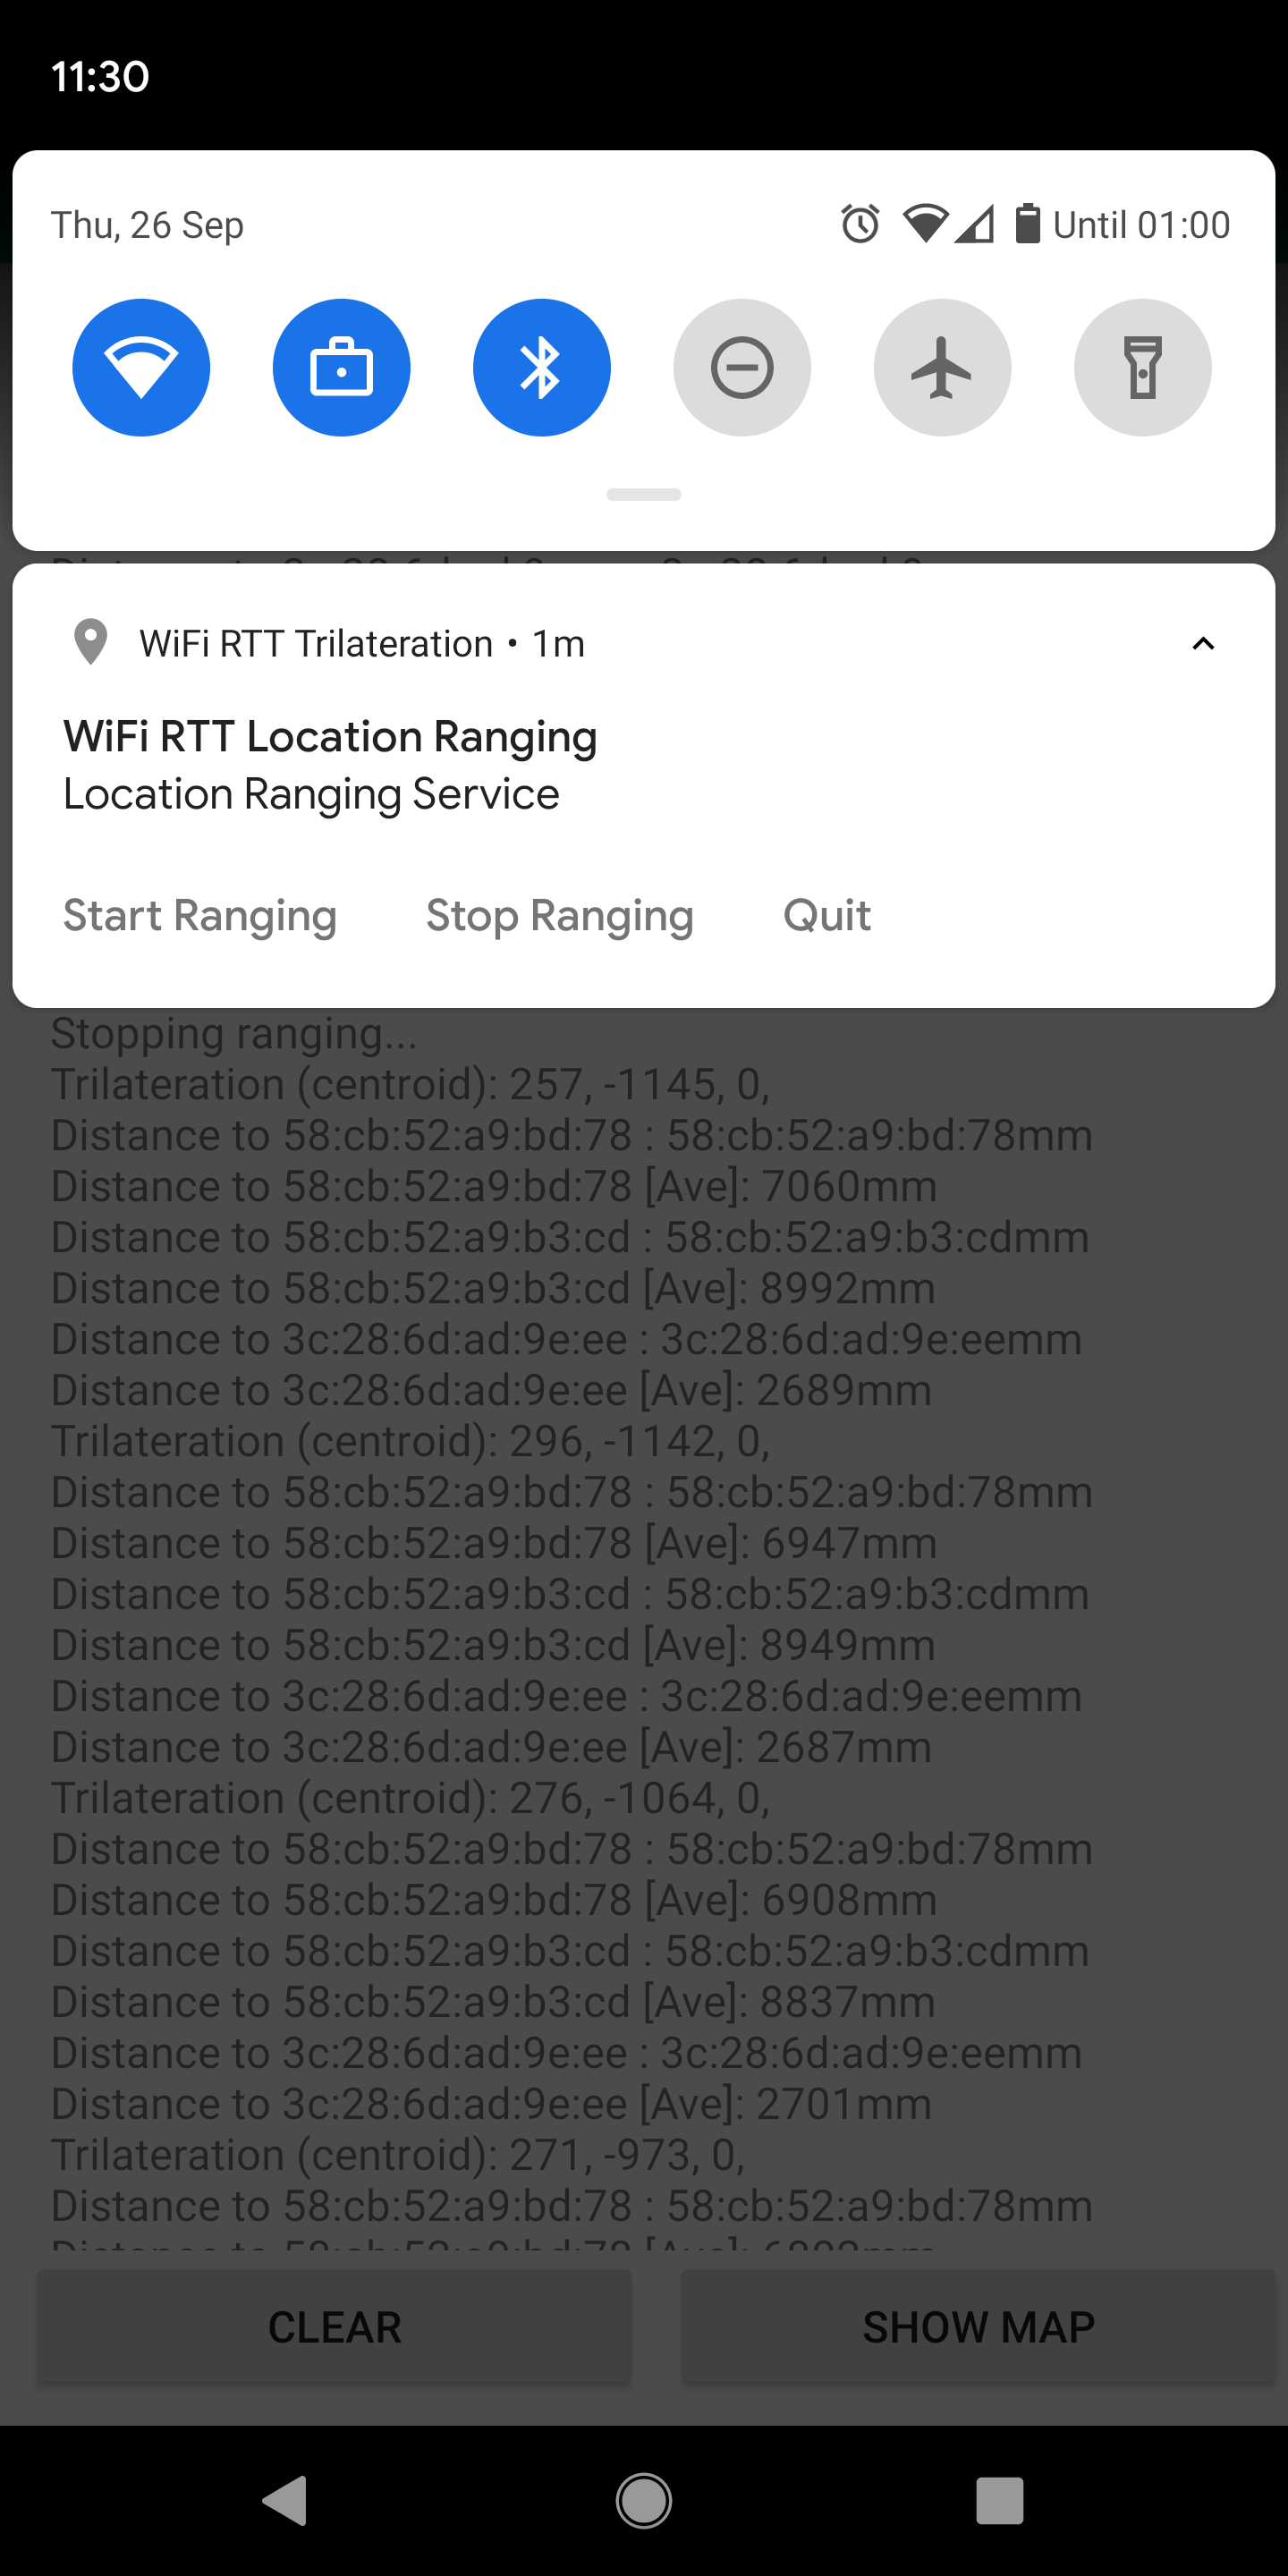 11:30
Thu, 26 Sep
Until 01:00
WiFi RTT Trilateration • 1m
WiFi RTT Location Ranging
Location Ranging Service
Start Ranging Stop Ranging Quit
Stopping ranging...
Trilateration (centroid): 257, -1145, 0,
Distance to 58:cb:52:a9:bd:78 : 58:cb:52:a9:bd:78mm
Distance to 58:cb:52:a9:bd:78 [Ave]: 7060mm
Distance to 58:cb:52:a9:b3:cd : 58:cb:52:a9:b3:cdmm
Distance to 58:cb:52:a9:b3:cd [Ave]: 8992mm
Distance to 3c:28:6d:ad:9e:ee : 3c:28:6d:ad:9e:eemm
Distance to 3c:28:6d:ad:9e:ee [Ave]: 2689mm
Trilateration (centroid): 296, -1142, 0,
Distance to 58:cb:52:a9:bd:78 : 58:cb:52:a9:bd:78mm
Distance to 58:cb:52:a9:bd:78 [Ave]: 6947mm
Distance to 58:cb:52:a9:b3:cd : 58:cb:52:a9:b3:cdmm
Distance to 58:cb:52:a9:b3:cd [Ave]: 8949mm
Distance to 3c:28:6d:ad:9e:ee : 3c:28:6d:ad:9e:eemm
Distance to 3c:28:6d:ad:9e:ee [Ave]: 2687mm
Trilateration (centroid): 276, -1064, 0,
Distance to 58:cb:52:a9:bd:78 : 58:cb:52:a9:bd:78mm
Distance to 58:cb:52:a9:bd:78 [Ave]: 6908mm
Distance to 58:cb:52:a9:b3:cd : 58:cb:52:a9:b3:cdmm
Distance to 58:cb:52:a9:b3:cd [Ave]: 8837mm
Distance to 3c:28:6d:ad:9e:ee : 3c:28:6d:ad:9e:eemm
Distance to 3c:28:6d:ad:9e:ee [Ave]: 2701mm
Trilateration (centroid): 271, -973, 0,
Distance to 58:cb:52:a9:bd:78 : 58:cb:52:a9:bd:78mm
Distance to 58:cb:52:a9:bd:78 [Ave]:
CLEAR
SHOW MAP